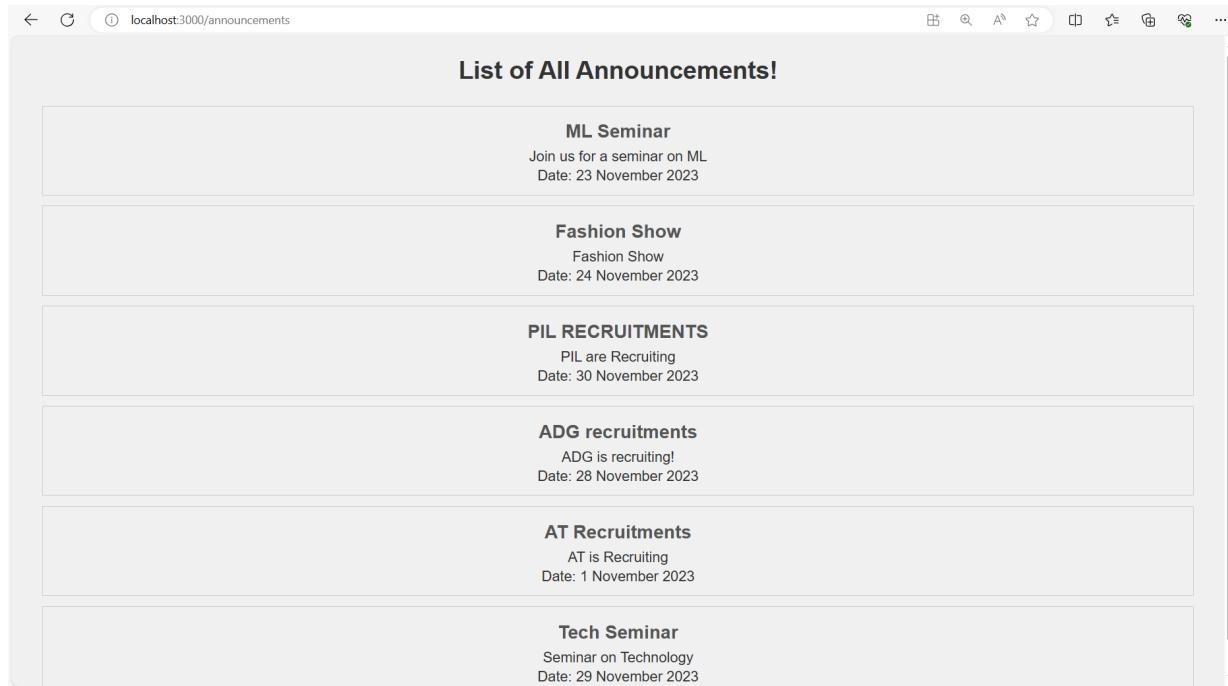 localhost:3000/announcements
List of All Announcements!
ML Seminar
Join us for a seminar on ML
Date: 23 November 2023
Fashion Show
Fashion Show
Date: 24 November 2023
PIL RECRUITMENTS
PIL are Recruiting
Date: 30 November 2023
ADG recruitments
ADG is recruiting!
Date: 28 November 2023
AT Recruitments
AT is Recruiting
Date: 1 November 2023
Tech Seminar
Seminar on Technology
Date: 29 November 2023